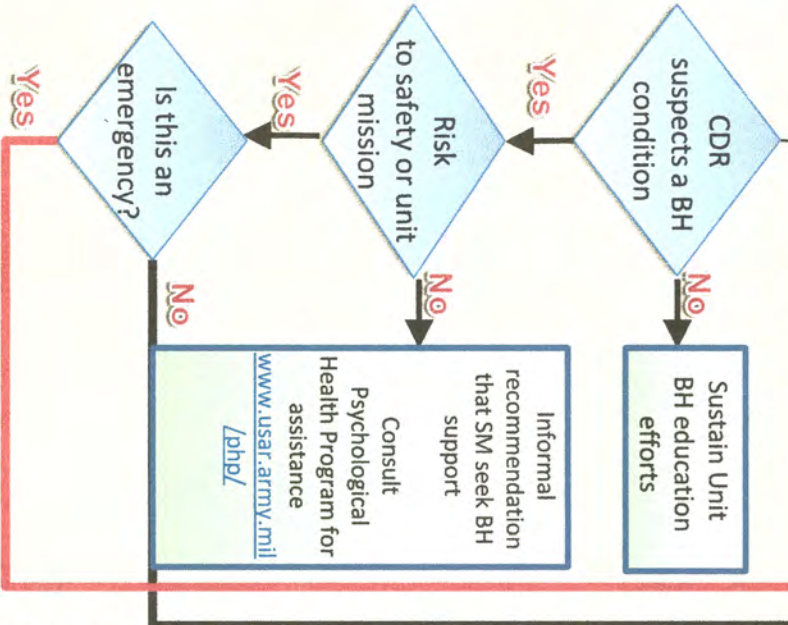 CDR
suspects a BH
condition
No
Sustain Unit
BH education
efforts
Yes
Risk
to safety or unit
mission
No
Informal
recommendation
that SM seek BH
support
Consult
Psychological
Health Program for
assistance
www.usar.army.mil
/php/
Yes
Is this an
emergency?
No
Yes